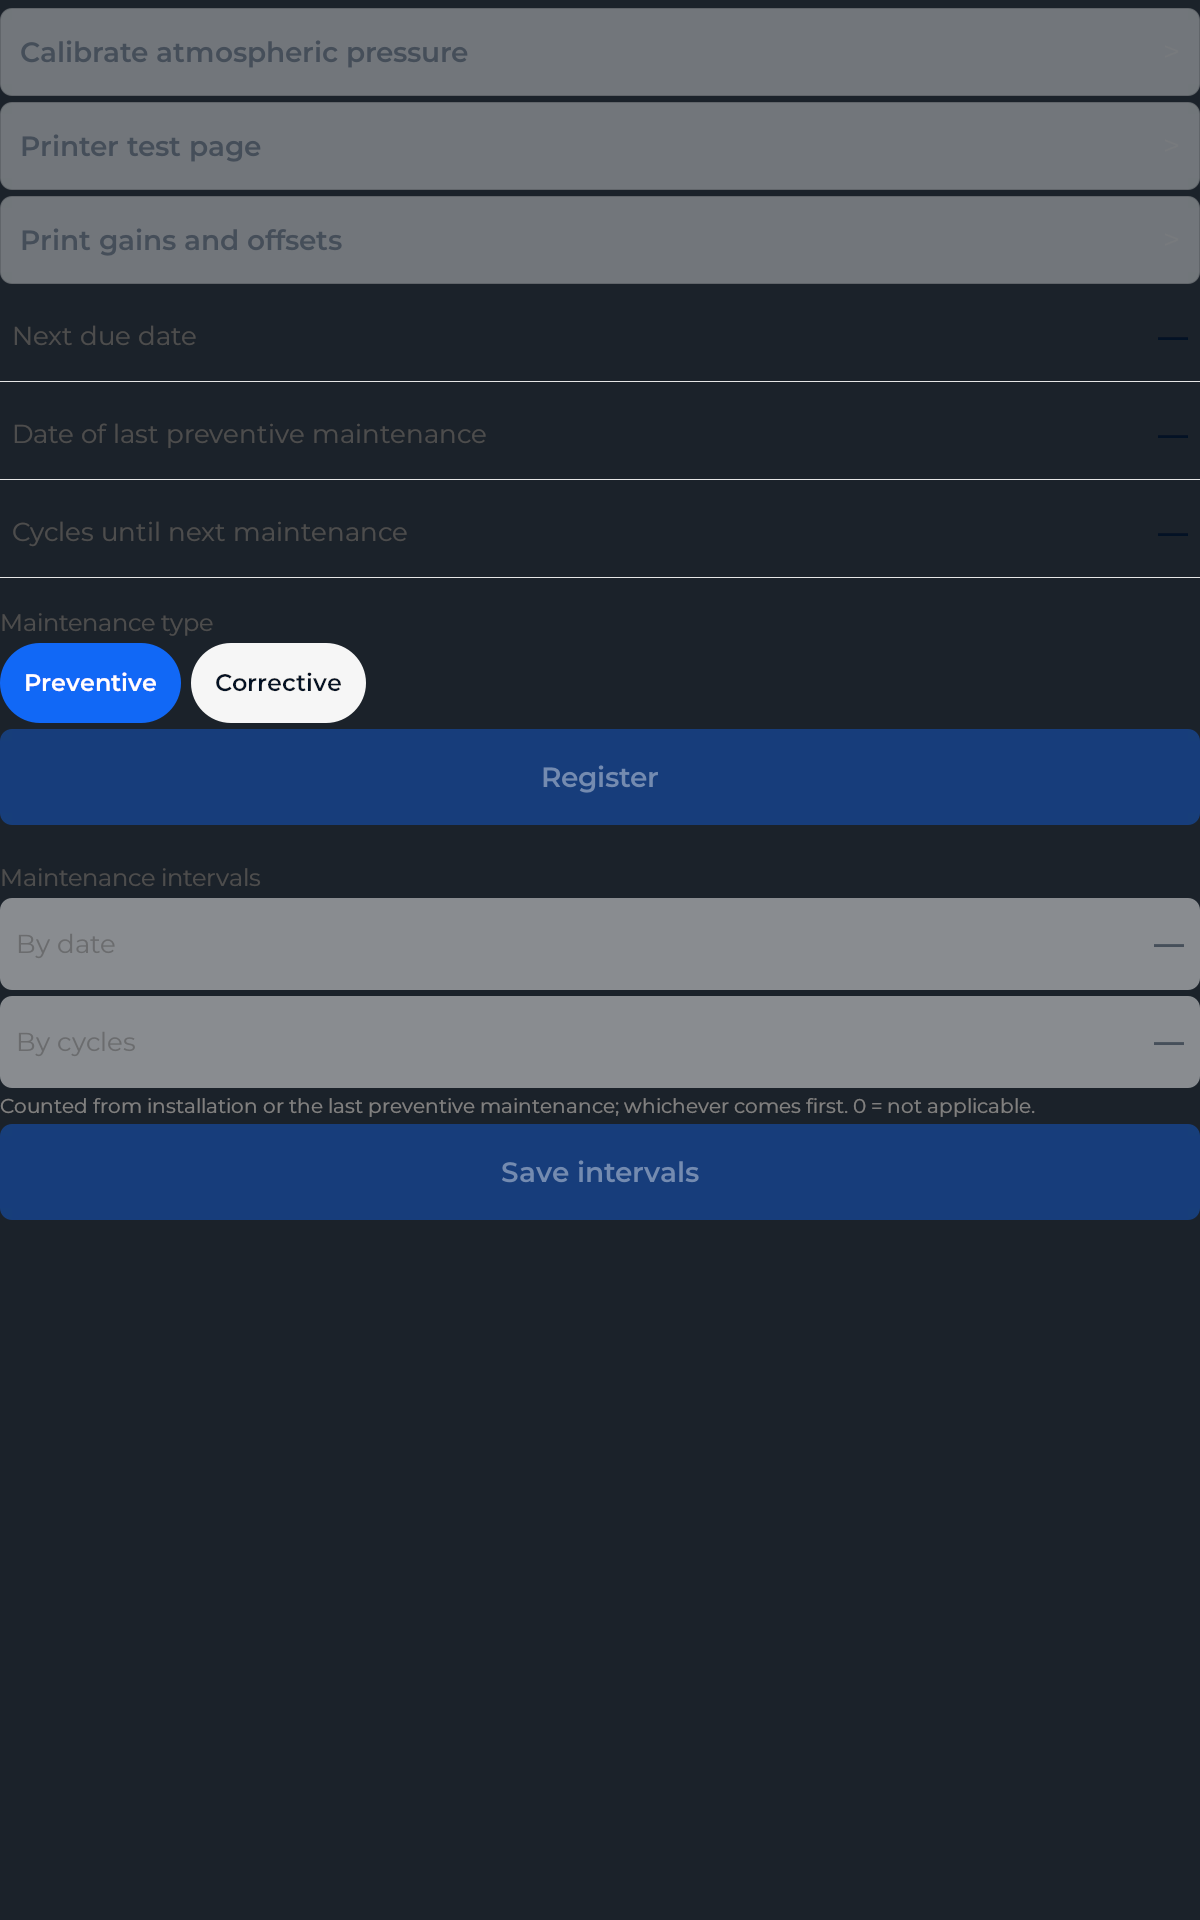 Calibrate atmospheric pressure >
Printer test page >
Print gains and offsets >
Next due date —
Date of last preventive maintenance —
Cycles until next maintenance —
Maintenance type
Preventive Corrective
Register
Maintenance intervals
By date —
By cycles —
Counted from installation or the last preventive maintenance; whichever comes first. 0 = not applicable.
Save intervals